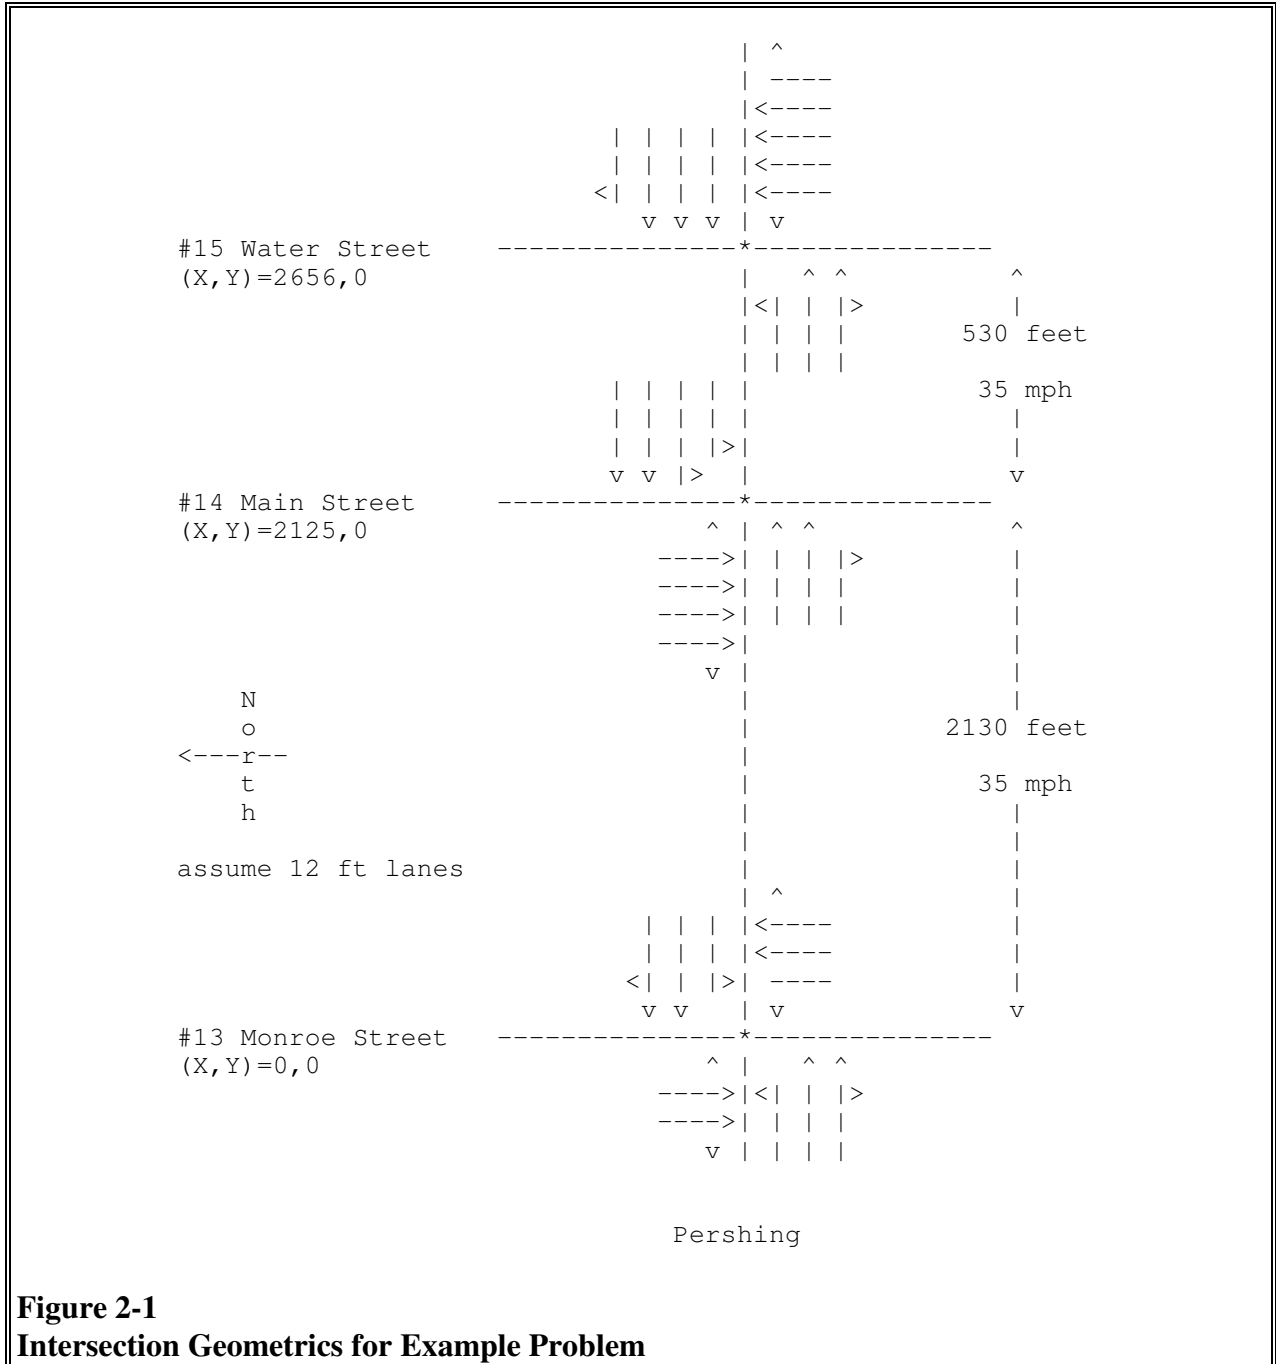 #15 Water Street
(X,Y)=2656,0
530 feet
35 mph
#14 Main Street
(X,Y)=2125,0
N
o
r
t
h
2130 feet
35 mph
assume 12 ft lanes
#13 Monroe Street
(X,Y)=0,0
Pershing
Figure 2-1
Intersection Geometrics for Example Problem